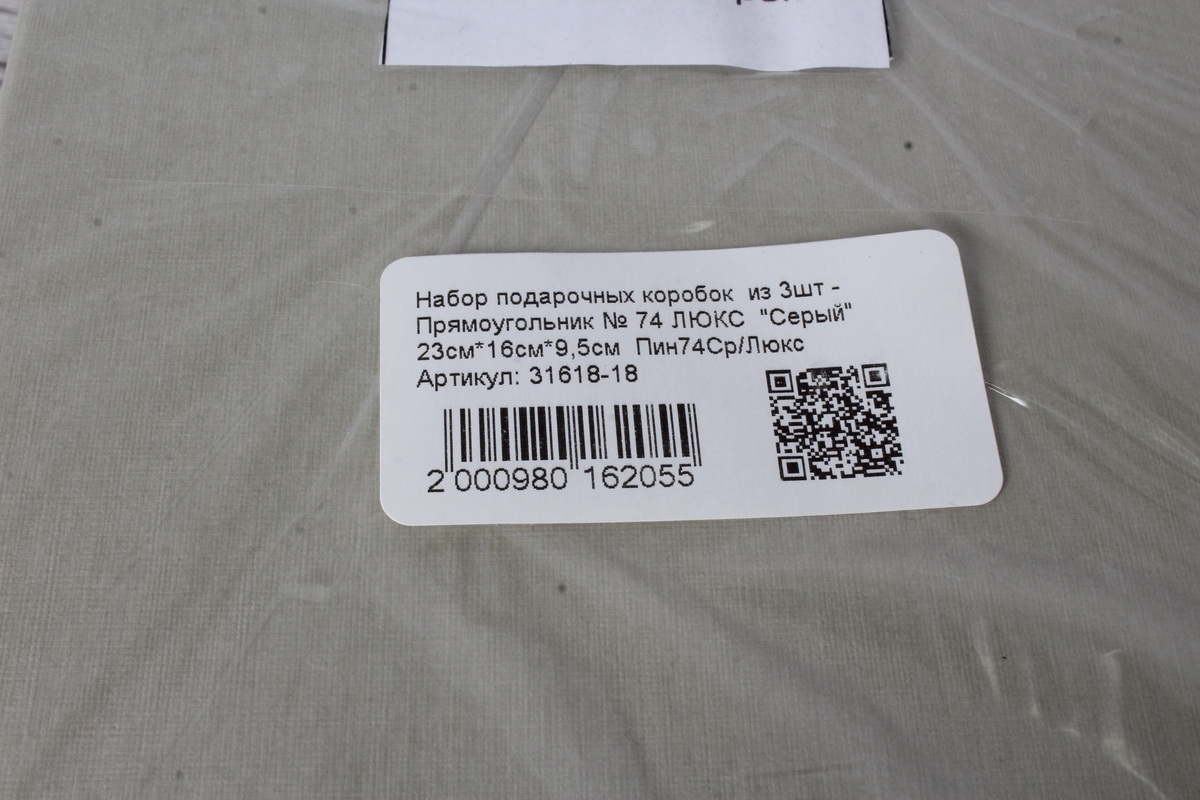 Набор подарочных коробок  из 3шт -
Прямоугольник № 74 ЛЮКС  "Серый"
23см*16см*9,5см  Пин74Ср/Люкс
Артикул: 31618-18
2 000980 162055